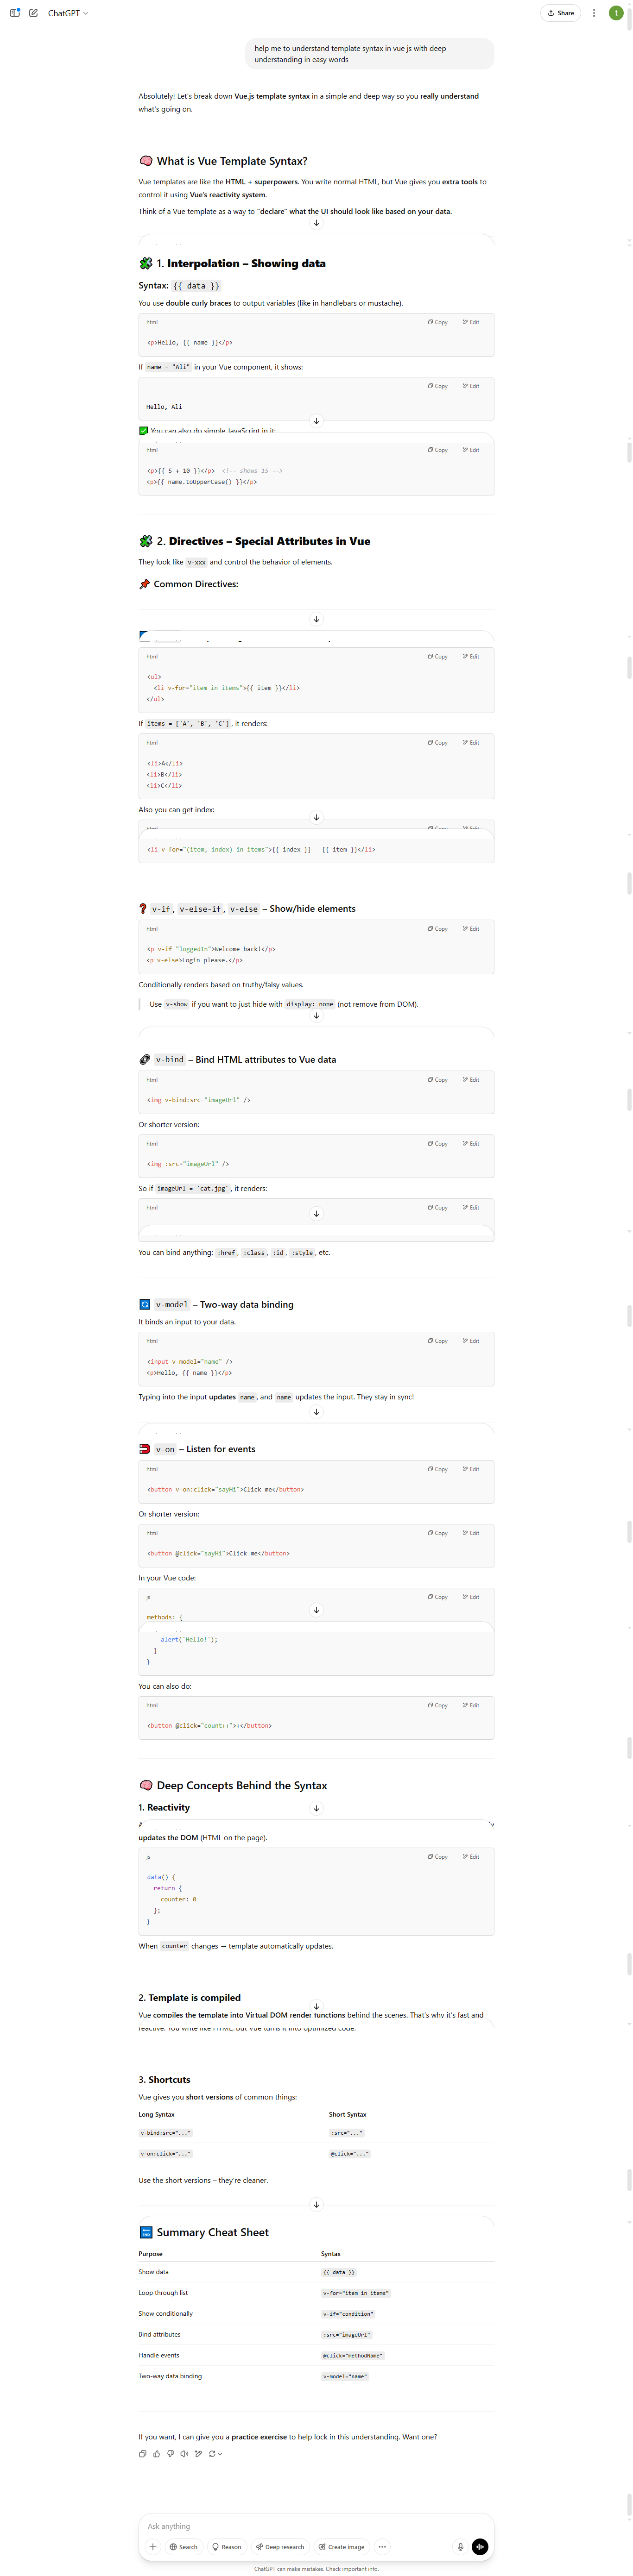 ChatGPT
Share
t
help me to understand template syntax in vue js with deep
understanding in easy words
Absolutely! Let's break down Vue.js template syntax in a simple and deep way so you really understand
what's going on.
🧠 What is Vue Template Syntax?
Vue templates are like the HTML + superpowers. You write normal HTML, but Vue gives you extra tools to
control it using Vue's reactivity system.
Think of a Vue template as a way to "declare" what the UI should look like based on your data.
🧩 1. Interpolation – Showing data
Syntax: {{ data }}
You use double curly braces to output variables (like in handlebars or mustache).
html Copy Edit
<p>Hello, {{ name }}</p>
If name = "Ali" in your Vue component, it shows:
Copy Edit
Hello, Ali
✅ You can also do simple JavaScript in it:
html Copy Edit
<p>{{ 5 + 10 }}</p> <!-- shows 15 -->
<p>{{ name.toUpperCase() }}</p>
🧩 2. Directives – Special Attributes in Vue
They look like v-xxx and control the behavior of elements.
📌 Common Directives:
html Copy Edit
<ul>
<li v-for="item in items">{{ item }}</li>
</ul>
If items = ['A', 'B', 'C'], it renders:
html Copy Edit
<li>A</li>
<li>B</li>
<li>C</li>
Also you can get index:
html Copy Edit
<li v-for="(item, index) in items">{{ index }} - {{ item }}</li>
❓ v-if, v-else-if, v-else – Show/hide elements
html Copy Edit
<p v-if="loggedIn">Welcome back!</p>
<p v-else>Login please.</p>
Conditionally renders based on truthy/falsy values.
Use v-show if you want to just hide with display: none (not remove from DOM).
🔗 v-bind – Bind HTML attributes to Vue data
html Copy Edit
<img v-bind:src="imageUrl" />
Or shorter version:
html Copy Edit
<img :src="imageUrl" />
So if imageUrl = 'cat.jpg', it renders:
html Copy Edit
You can bind anything: :href, :class, :id, :style, etc.
🔄 v-model – Two-way data binding
It binds an input to your data.
html Copy Edit
<input v-model="name" />
<p>Hello, {{ name }}</p>
Typing into the input updates name, and name updates the input. They stay in sync!
🧲 v-on – Listen for events
html Copy Edit
<button v-on:click="sayHi">Click me</button>
Or shorter version:
html Copy Edit
<button @click="sayHi">Click me</button>
In your Vue code:
js Copy Edit
methods: {
alert('Hello!');
}
}
You can also do:
html Copy Edit
<button @click="count++">+</button>
🧠 Deep Concepts Behind the Syntax
1. Reactivity
updates the DOM (HTML on the page).
js Copy Edit
data() {
return {
counter: 0
};
}
When counter changes → template automatically updates.
2. Template is compiled
Vue compiles the template into Virtual DOM render functions behind the scenes. That's why it's fast and
reactive. You write like HTML, but Vue turns it into optimized code.
3. Shortcuts
Vue gives you short versions of common things:
Long Syntax Short Syntax
v-bind:src="..." :src="..."
v-on:click="..." @click="..."
Use the short versions – they're cleaner.
🔚 Summary Cheat Sheet
Purpose Syntax
Show data {{ data }}
Loop through list v-for="item in items"
Show conditionally v-if="condition"
Bind attributes :src="imageUrl"
Handle events @click="methodName"
Two-way data binding v-model="name"
If you want, I can give you a practice exercise to help lock in this understanding. Want one?
Ask anything
Search Reason Deep research Create image
ChatGPT can make mistakes. Check important info.